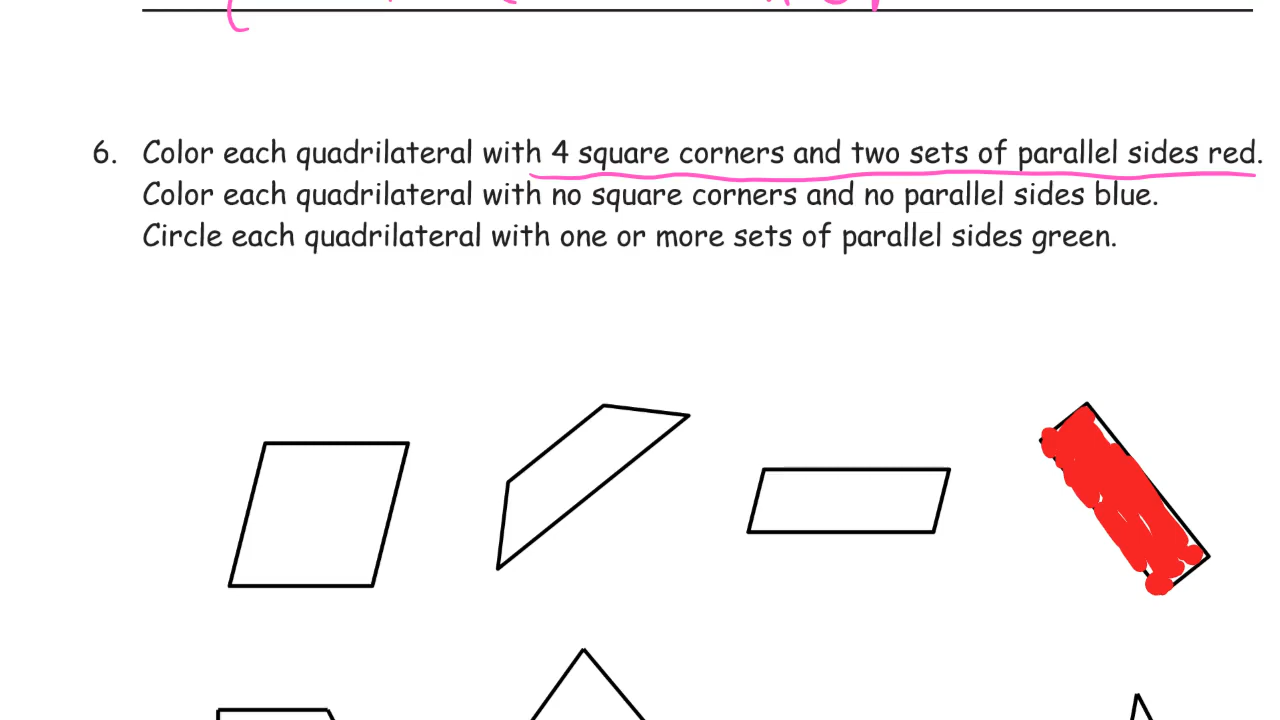 6. Color each quadrilateral with 4 square corners and two sets of parallel sides red.
Color each quadrilateral with no square corners and no parallel sides blue.
Circle each quadrilateral with one or more sets of parallel sides green.